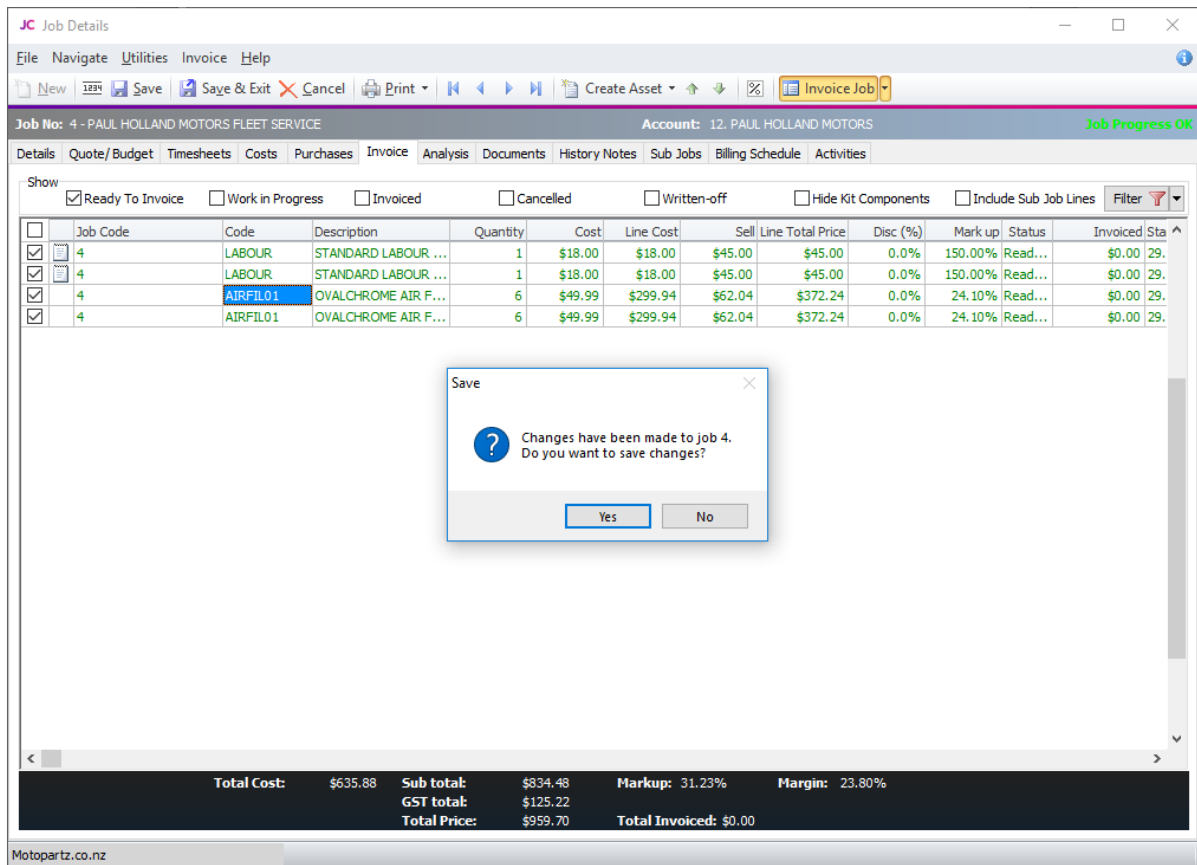 JC Job Details
File Navigate Utilities Invoice Help
New Save Save & Exit Cancel Print Create Asset % Invoice Job
Job No: 4 - PAUL HOLLAND MOTORS FLEET SERVICE Account: 12. PAUL HOLLAND MOTORS Job Progress OK
Details Quote/Budget Timesheets Costs Purchases Invoice Analysis Documents History Notes Sub Jobs Billing Schedule Activities
Show
Ready To Invoice Work in Progress Invoiced Cancelled Written-off Hide Kit Components Include Sub Job Lines Filter
Job Code Code Description Quantity Cost Line Cost Sell Line Total Price Disc (%) Mark up Status Invoiced Sta
4 LABOUR STANDARD LABOUR ... 1 $18.00 $18.00 $45.00 $45.00 0.0% 150.00% Read... $0.00 29.
4 LABOUR STANDARD LABOUR ... 1 $18.00 $18.00 $45.00 $45.00 0.0% 150.00% Read... $0.00 29.
4 AIRFIL01 OVALCHROME AIR F... 6 $49.99 $299.94 $62.04 $372.24 0.0% 24.10% Read... $0.00 29.
4 AIRFIL01 OVALCHROME AIR F... 6 $49.99 $299.94 $62.04 $372.24 0.0% 24.10% Read... $0.00 29.
Save
Changes have been made to job 4.
Do you want to save changes?
Yes No
Total Cost: $635.88 Sub total: $834.48 Markup: 31.23% Margin: 23.80%
GST total: $125.22
Total Price: $959.70 Total Invoiced: $0.00
Motopartz.co.nz